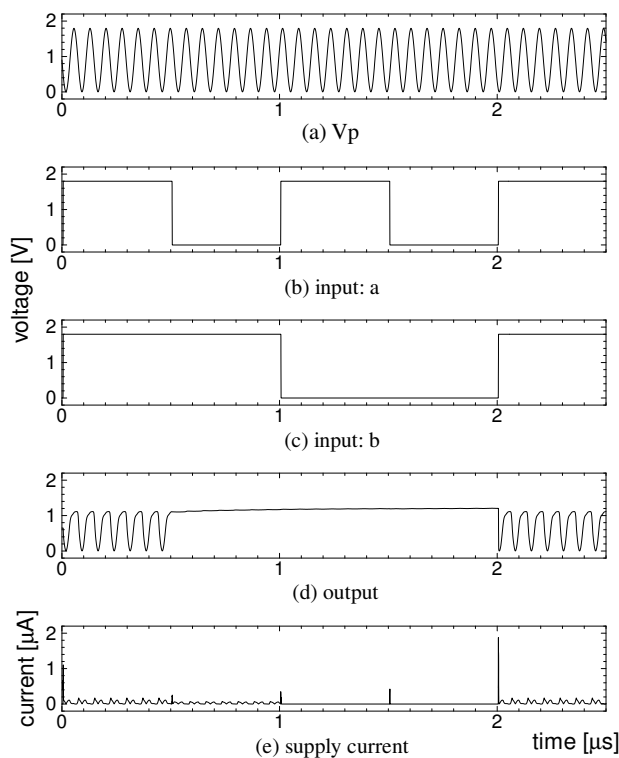 2
1
0
0 1 2
(a) Vp
2
1
0
0 1 2
(b) input: a
voltage [V]
2
1
0
0 1 2
(c) input: b
2
1
0
0 1 2
(d) output
current [μA]
2
1
0
0 1 2
(e) supply current
time [μs]